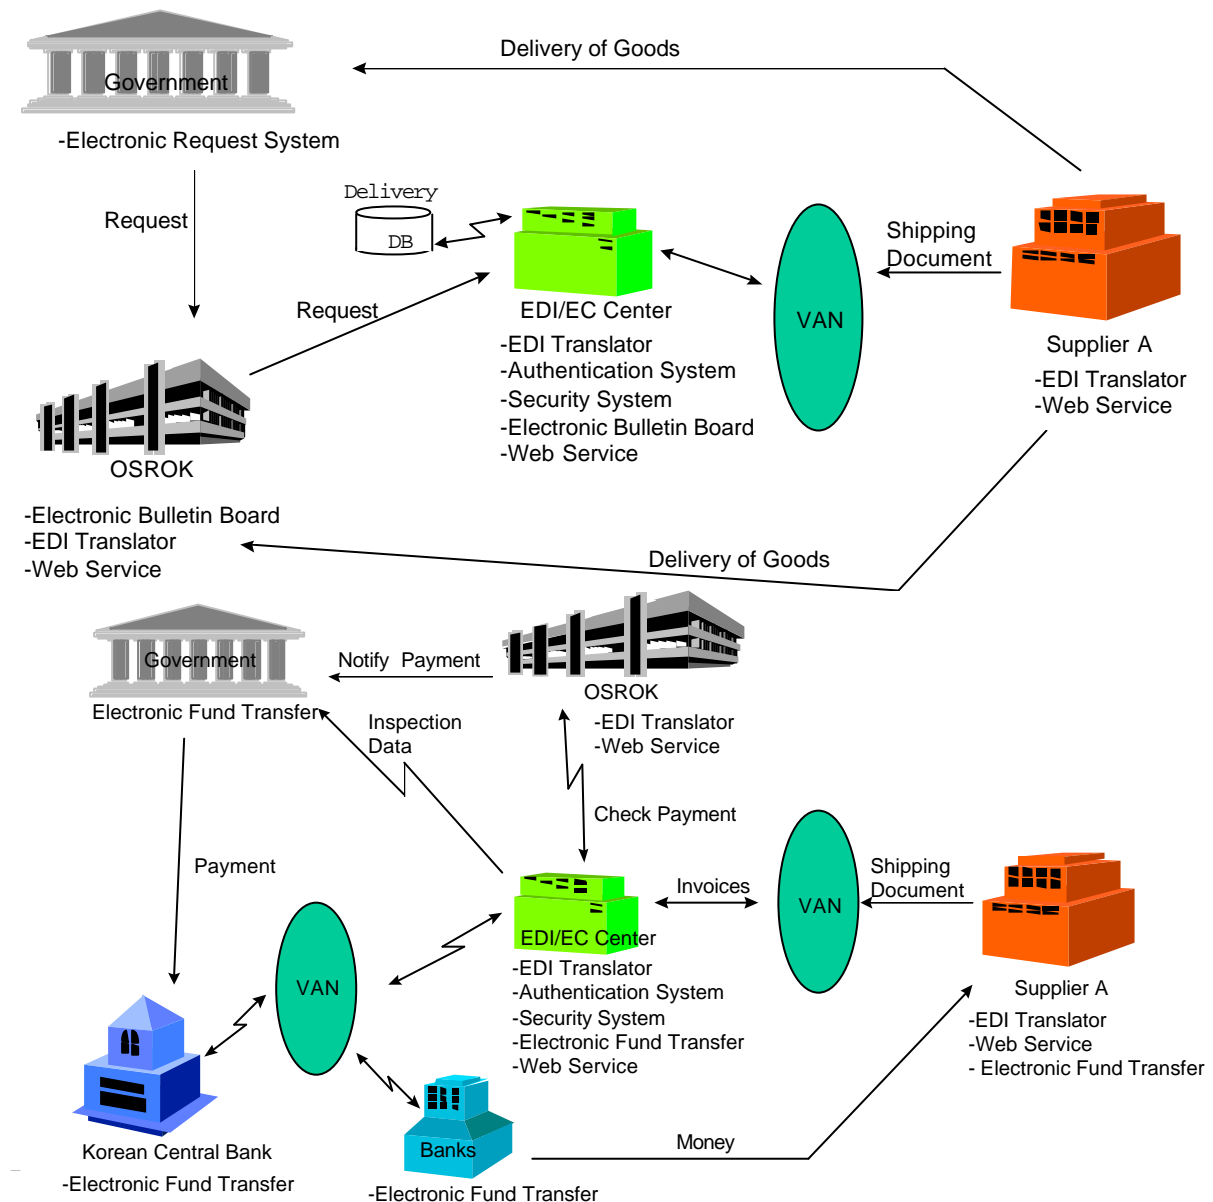 Delivery of Goods
Government
-Electronic Request System
Request
Delivery
DB
Request
EDI/EC Center
-EDI Translator
-Authentication System
-Security System
-Electronic Bulletin Board
-Web Service
VAN
Shipping
Document
Supplier A
-EDI Translator
-Web Service
OSROK
-Electronic Bulletin Board
-EDI Translator
-Web Service
Delivery of Goods
Government
Electronic Fund Transfer
Notify Payment
OSROK
-EDI Translator
-Web Service
Inspection
Data
Check Payment
Payment
EDI/EC Center
-EDI Translator
-Authentication System
-Security System
-Electronic Fund Transfer
-Web Service
Invoices
VAN
Shipping
Document
Supplier A
-EDI Translator
-Web Service
- Electronic Fund Transfer
VAN
Korean Central Bank
-Electronic Fund Transfer
Banks
-Electronic Fund Transfer
Money